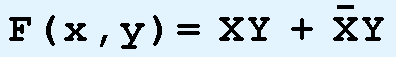 F(x,y)= XY + X̄Y